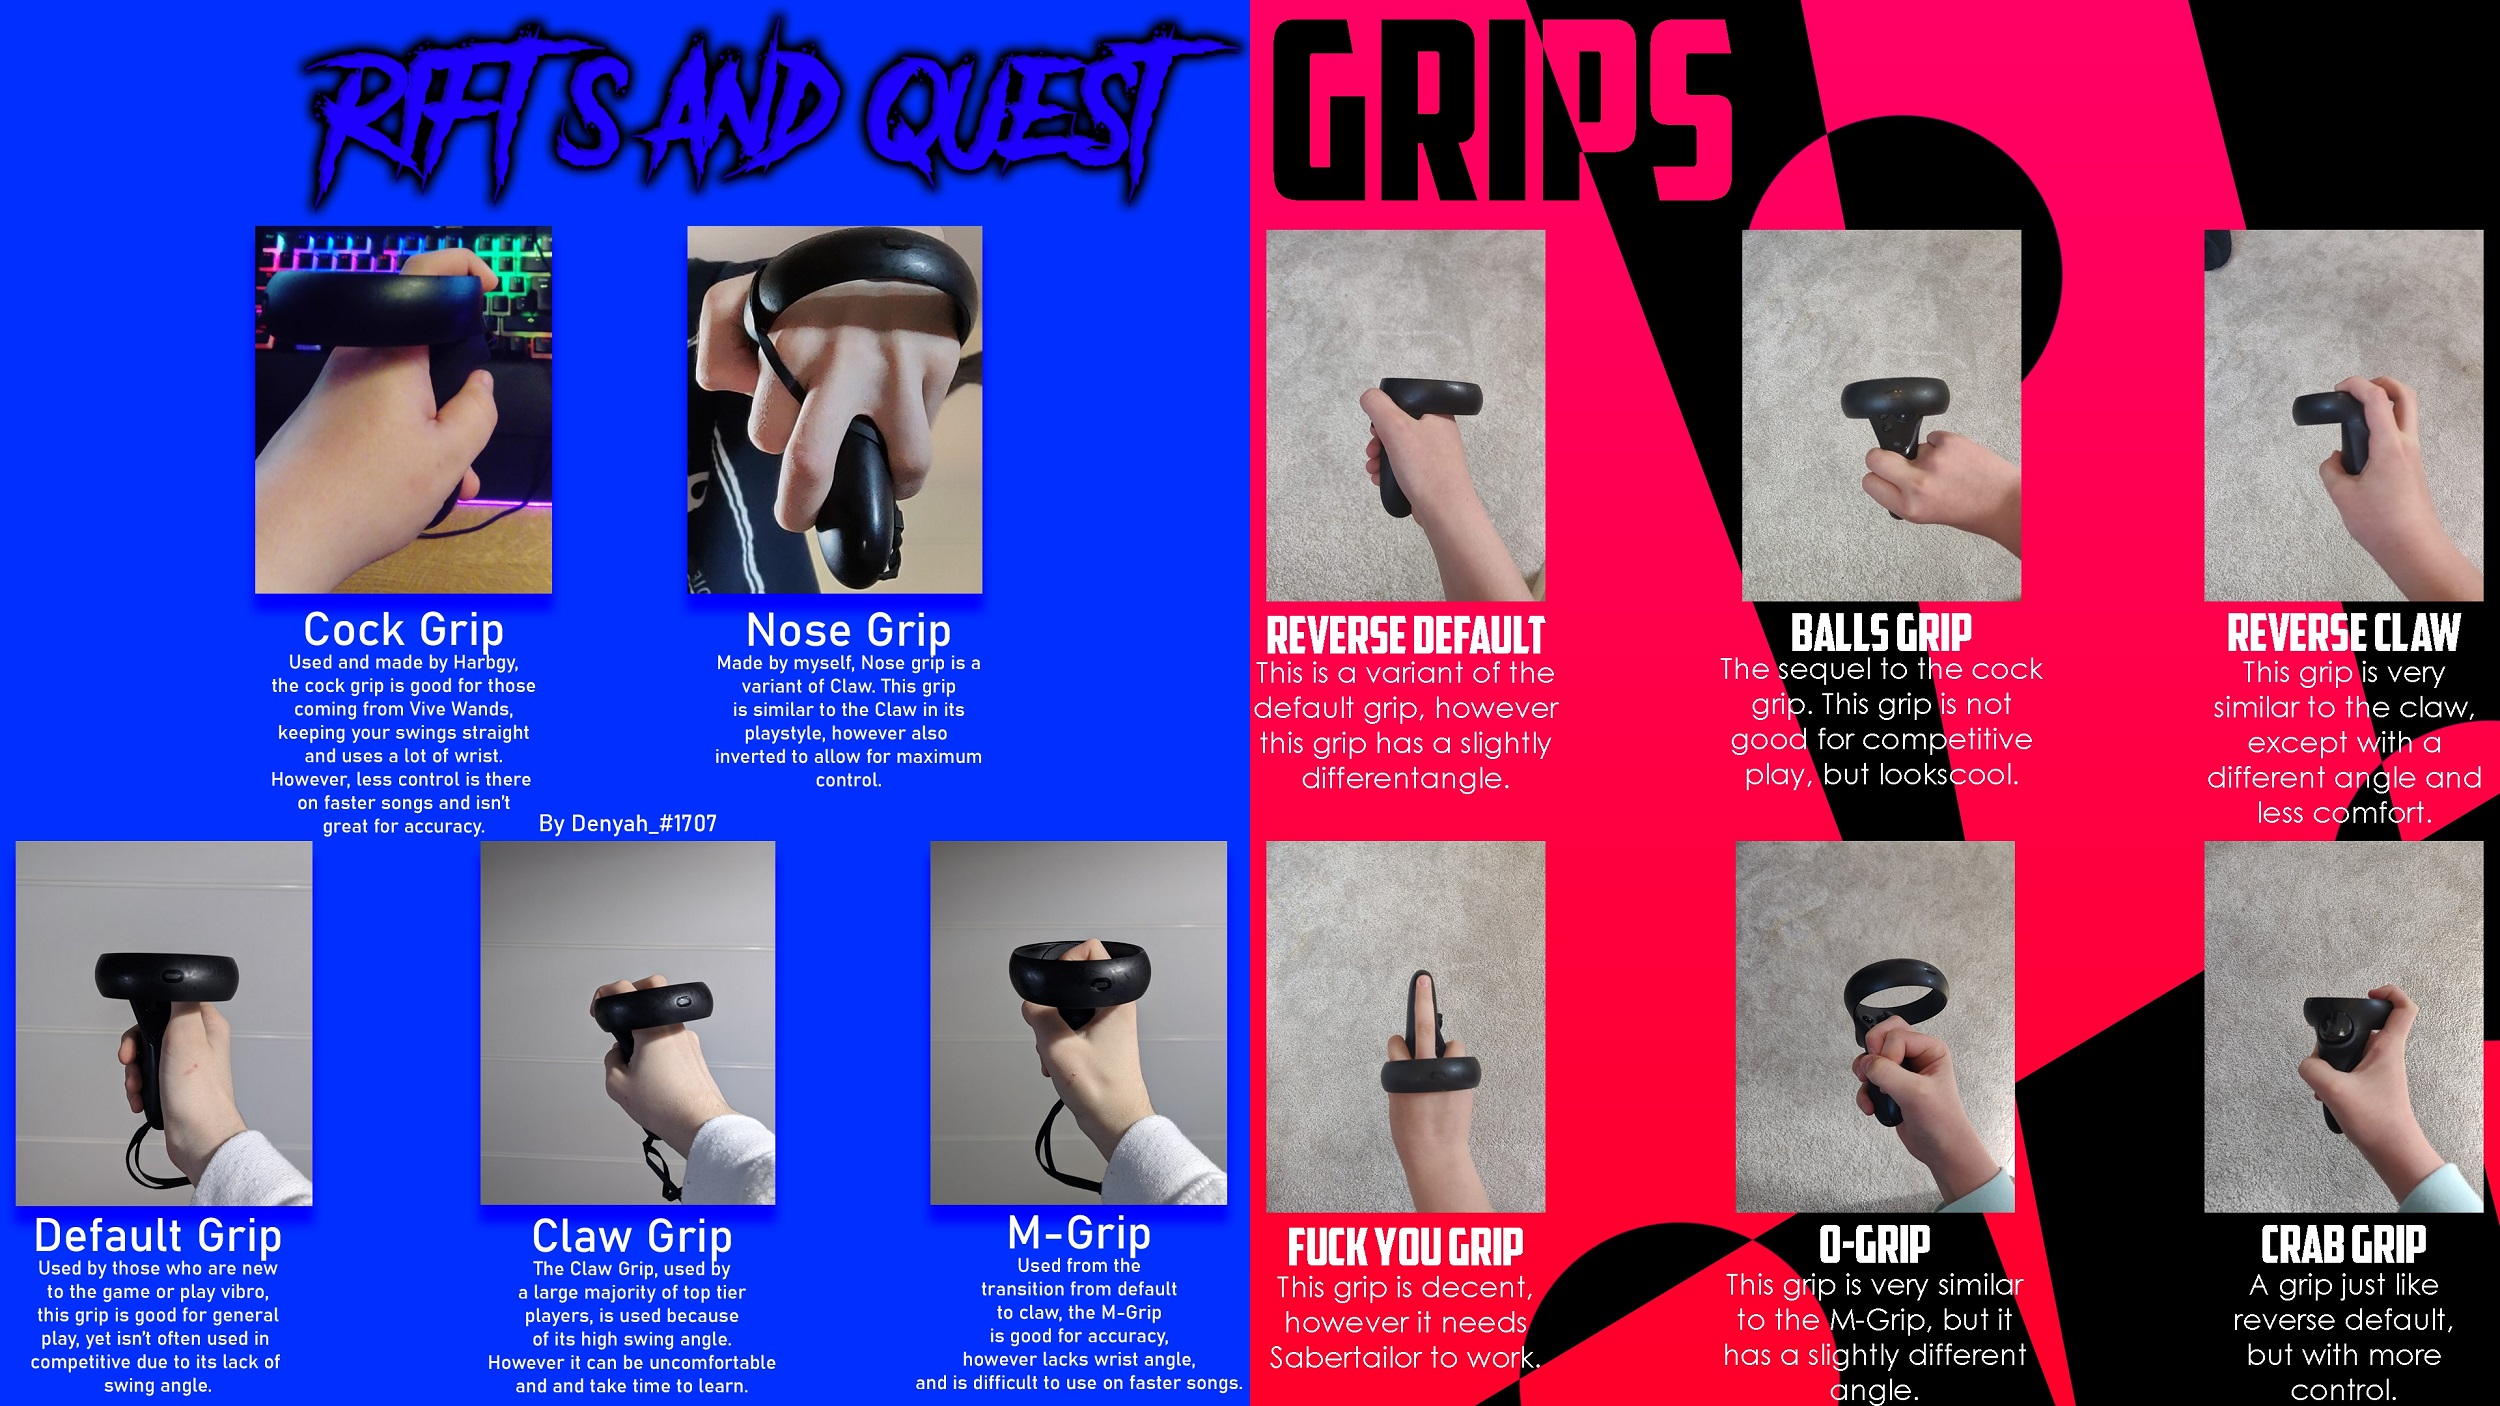 RIFT S AND QUEST
GRIPS
Cock Grip
Used and made by Harbgy,
the cock grip is good for those
coming from Vive Wands,
keeping your swings straight
and uses a lot of wrist.
However, less control is there
on faster songs and isn't
great for accuracy.
Nose Grip
Made by myself, Nose grip is a
variant of Claw. This grip
is similar to the Claw in its
playstyle, however also
inverted to allow for maximum
control.
By Denyah_#1707
Default Grip
Used by those who are new
to the game or play vibro,
this grip is good for general
play, yet isn't often used in
competitive due to its lack of
swing angle.
Claw Grip
The Claw Grip, used by
a large majority of top tier
players, is used because
of its high swing angle.
However it can be uncomfortable
and and take time to learn.
M-Grip
Used from the
transition from default
to claw, the M-Grip
is good for accuracy,
however lacks wrist angle,
and is difficult to use on faster songs.
REVERSE DEFAULT
This is a variant of the
default grip, however
this grip has a slightly
differentangle.
BALLS GRIP
The sequel to the cock
grip. This grip is not
good for competitive
play, but lookscool.
REVERSE CLAW
This grip is very
similar to the claw,
except with a
different angle and
less comfort.
FUCK YOU GRIP
This grip is decent,
however it needs
Sabertailor to work.
O-GRIP
This grip is very similar
to the M-Grip, but it
has a slightly different
angle.
CRAB GRIP
A grip just like
reverse default,
but with more
control.